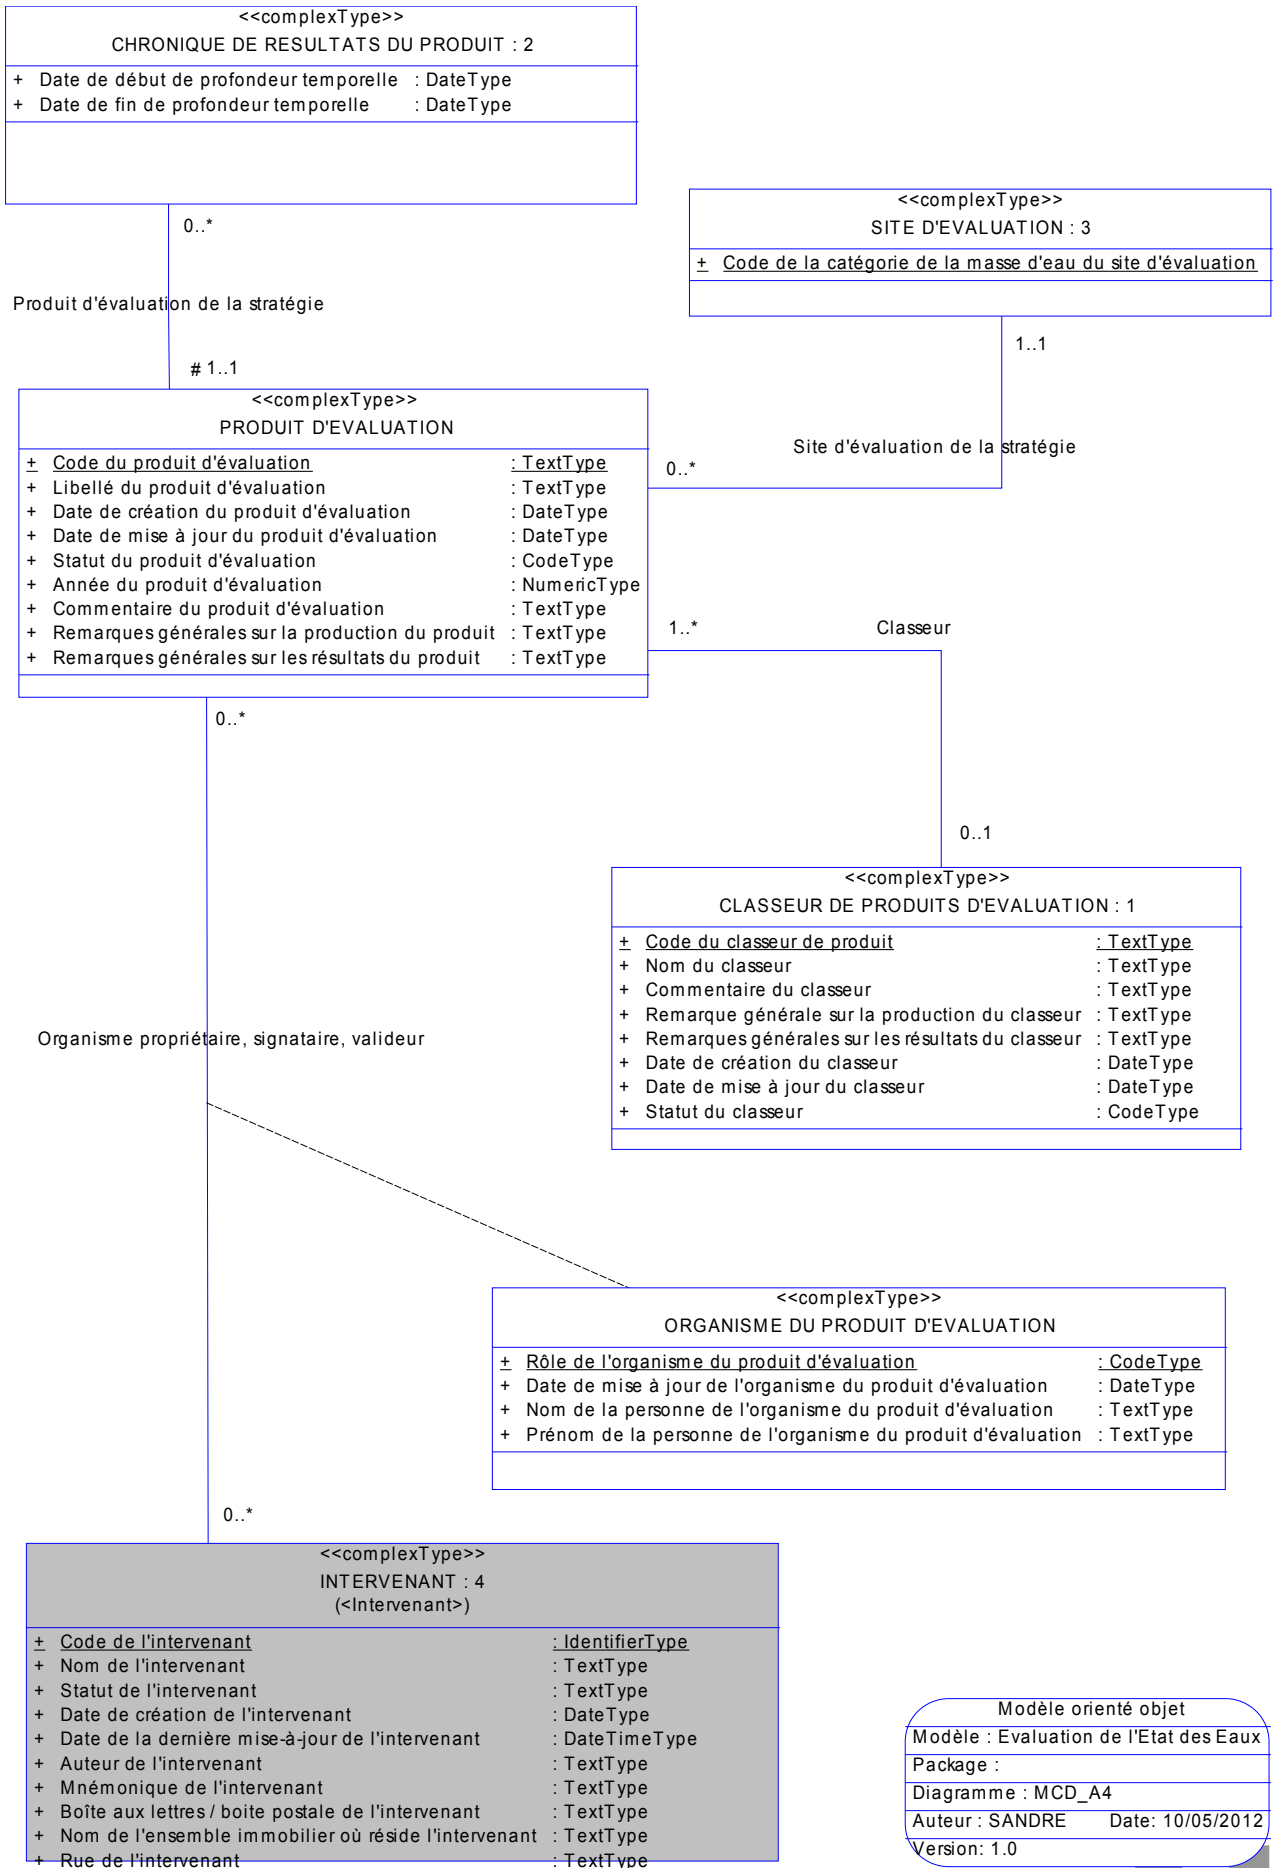 <<complexType>>
CHRONIQUE DE RESULTATS DU PRODUIT : 2
+ Date de début de profondeur temporelle : DateType
+ Date de fin de profondeur temporelle : DateType
0..*
Produit d'évaluation de la stratégie
# 1..1
<<complexType>>
SITE D'EVALUATION : 3
+ Code de la catégorie de la masse d'eau du site d'évaluation
1..1
Site d'évaluation de la stratégie
0..*
<<complexType>>
PRODUIT D'EVALUATION
+ Code du produit d'évaluation : TextType
+ Libellé du produit d'évaluation : TextType
+ Date de création du produit d'évaluation : DateType
+ Date de mise à jour du produit d'évaluation : DateType
+ Statut du produit d'évaluation : CodeType
+ Année du produit d'évaluation : NumericType
+ Commentaire du produit d'évaluation : TextType
+ Remarques générales sur la production du produit : TextType
+ Remarques générales sur les résultats du produit : TextType
1..*
Classeur
0..*
0..1
<<complexType>>
CLASSEUR DE PRODUITS D'EVALUATION : 1
+ Code du classeur de produit : TextType
+ Nom du classeur : TextType
+ Commentaire du classeur : TextType
+ Remarque générale sur la production du classeur : TextType
+ Remarques générales sur les résultats du classeur : TextType
+ Date de création du classeur : DateType
+ Date de mise à jour du classeur : DateType
+ Statut du classeur : CodeType
Organisme propriétaire, signataire, valideur
<<complexType>>
ORGANISME DU PRODUIT D'EVALUATION
+ Rôle de l'organisme du produit d'évaluation : CodeType
+ Date de mise à jour de l'organisme du produit d'évaluation : DateType
+ Nom de la personne de l'organisme du produit d'évaluation : TextType
+ Prénom de la personne de l'organisme du produit d'évaluation : TextType
0..*
<<complexType>>
INTERVENANT : 4
(<Intervenant>)
+ Code de l'intervenant : IdentifierType
+ Nom de l'intervenant : TextType
+ Statut de l'intervenant : TextType
+ Date de création de l'intervenant : DateType
+ Date de la dernière mise-à-jour de l'intervenant : DateTimeType
+ Auteur de l'intervenant : TextType
+ Mnémonique de l'intervenant : TextType
+ Boîte aux lettres / boite postale de l'intervenant : TextType
+ Nom de l'ensemble immobilier où réside l'intervenant : TextType
+ Rue de l'intervenant : TextType
Modèle orienté objet
Modèle : Evaluation de l'Etat des Eaux
Package :
Diagramme : MCD_A4
Auteur : SANDRE Date: 10/05/2012
Version: 1.0